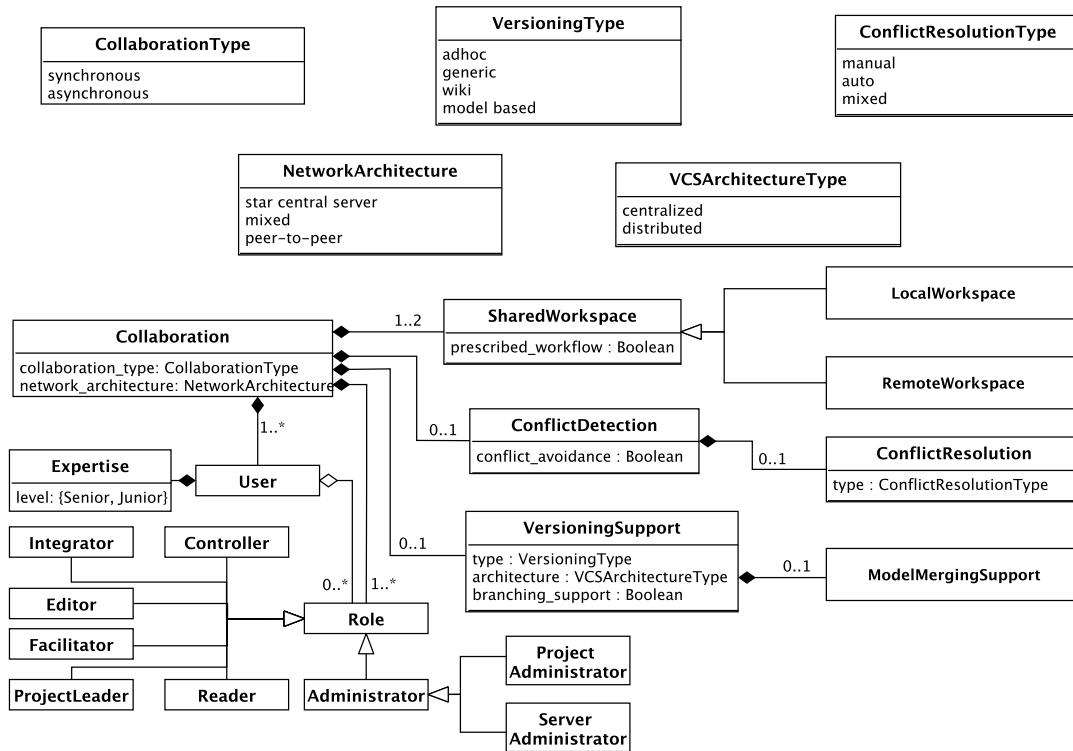 CollaborationType
synchronous
asynchronous
VersioningType
adhoc
generic
wiki
model based
ConflictResolutionType
manual
auto
mixed
NetworkArchitecture
star central server
mixed
peer-to-peer
VCSArchitectureType
centralized
distributed
Collaboration
collaboration_type: CollaborationType
network_architecture: NetworkArchitecture
1..2
SharedWorkspace
prescribed_workflow : Boolean
LocalWorkspace
RemoteWorkspace
0..1
ConflictDetection
conflict_avoidance : Boolean
0..1
ConflictResolution
type : ConflictResolutionType
1..*
Expertise
level: {Senior, Junior}
User
0..1
VersioningSupport
type : VersioningType
architecture : VCSArchitectureType
branching_support : Boolean
0..1
ModelMergingSupport
Integrator
Controller
Editor
Facilitator
ProjectLeader
Reader
0..*
1..*
Role
Administrator
Project
Administrator
Server
Administrator